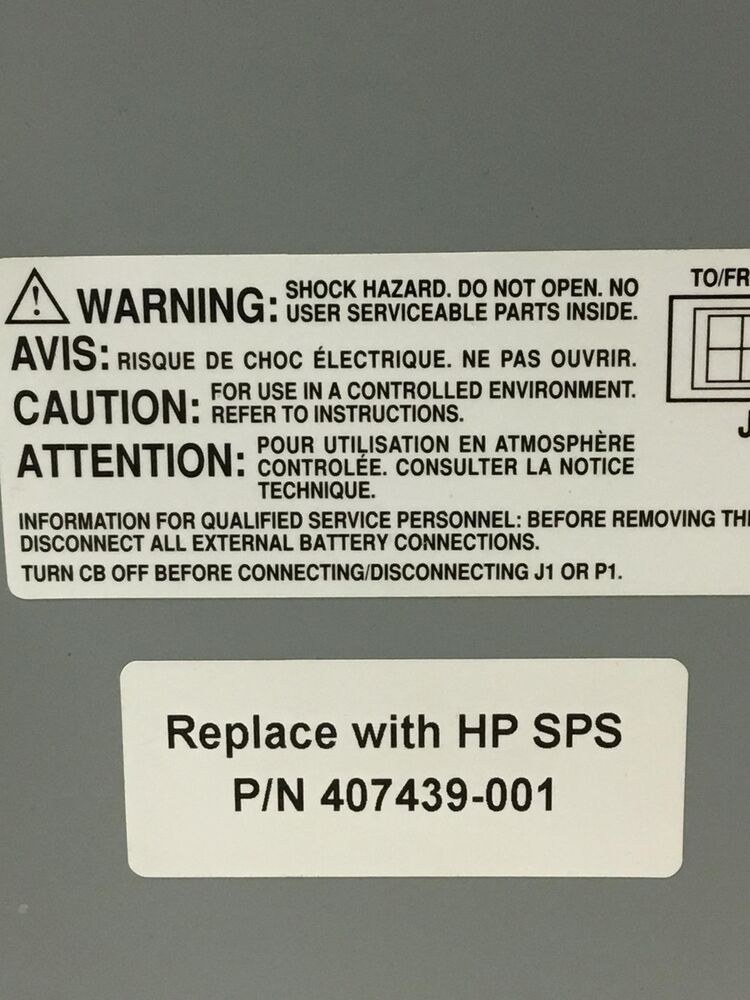 WARNING: SHOCK HAZARD. DO NOT OPEN. NO
USER SERVICEABLE PARTS INSIDE.
AVIS: RISQUE DE CHOC ÉLECTRIQUE. NE PAS OUVRIR.
CAUTION: FOR USE IN A CONTROLLED ENVIRONMENT.
REFER TO INSTRUCTIONS.
ATTENTION: POUR UTILISATION EN ATMOSPHÈRE
CONTROLÉE. CONSULTER LA NOTICE
TECHNIQUE.
INFORMATION FOR QUALIFIED SERVICE PERSONNEL: BEFORE REMOVING
DISCONNECT ALL EXTERNAL BATTERY CONNECTIONS.
TURN CB OFF BEFORE CONNECTING/DISCONNECTING J1 OR P1.
TO/FR
J
Replace with HP SPS
P/N 407439-001